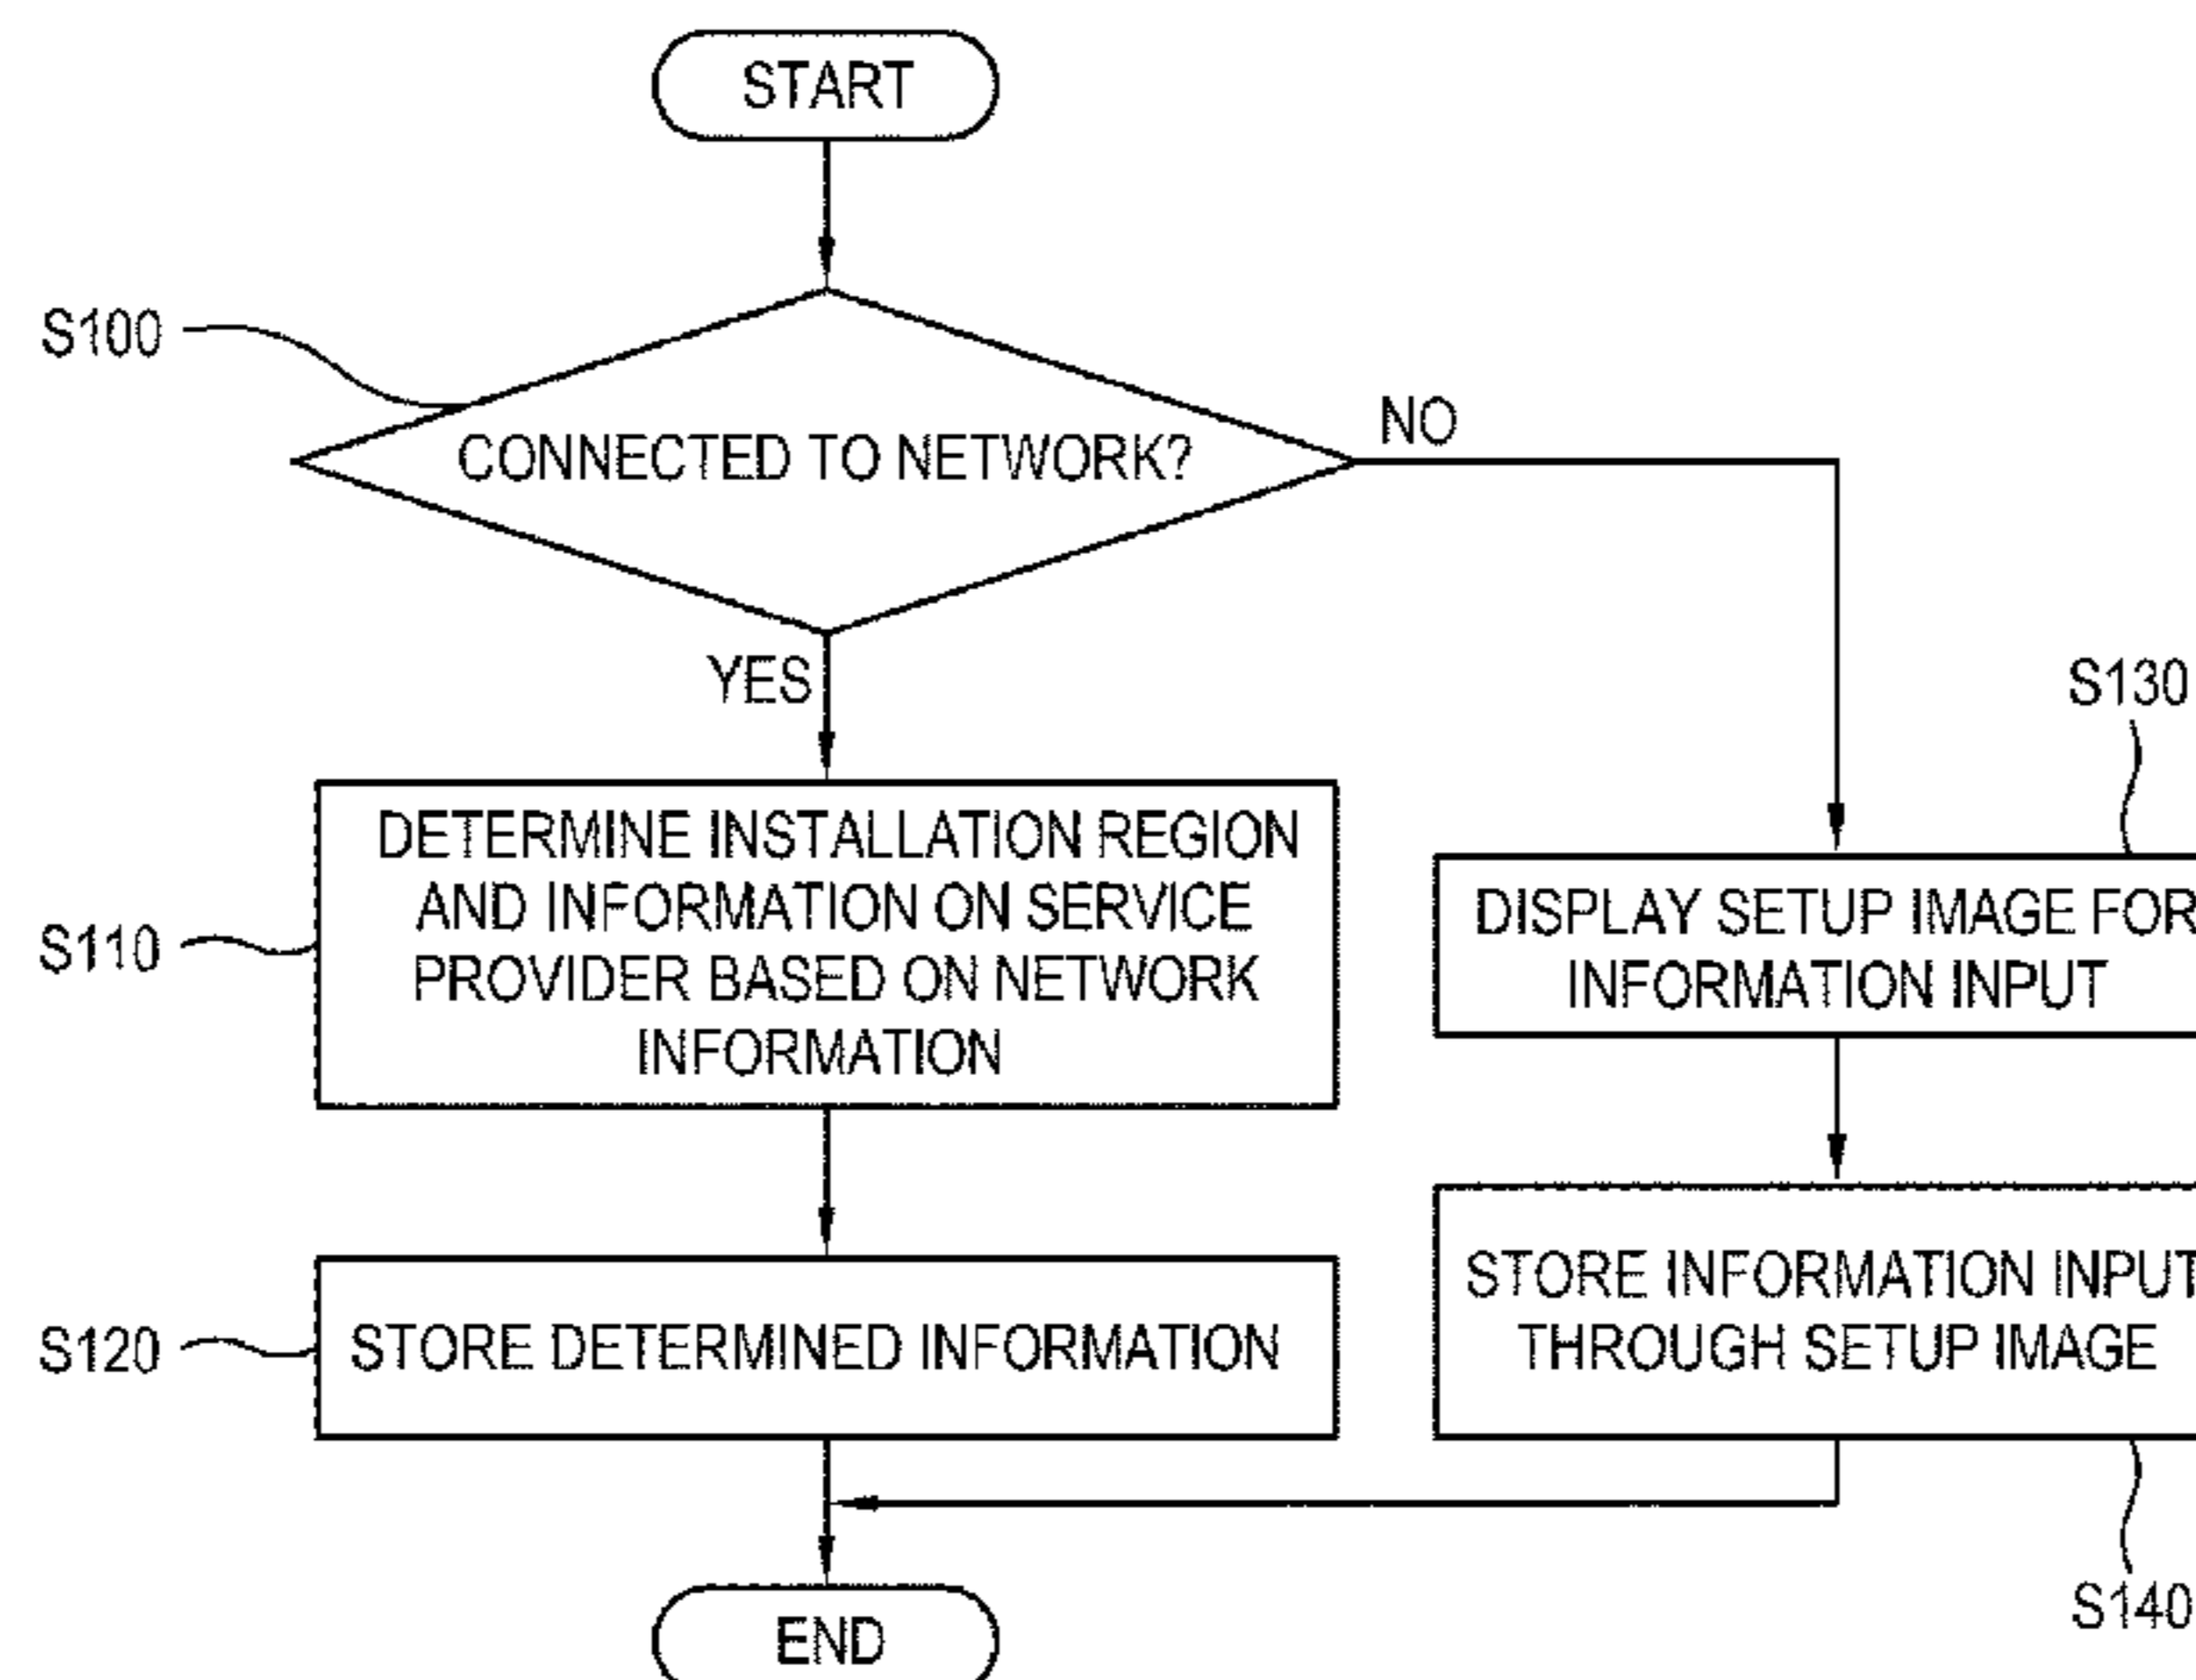 START
S100
CONNECTED TO NETWORK?
NO
YES
S110
DETERMINE INSTALLATION REGION
AND INFORMATION ON SERVICE
PROVIDER BASED ON NETWORK
INFORMATION
S130
DISPLAY SETUP IMAGE FOR
INFORMATION INPUT
S120
STORE DETERMINED INFORMATION
STORE INFORMATION INPUT
THROUGH SETUP IMAGE
S140
END